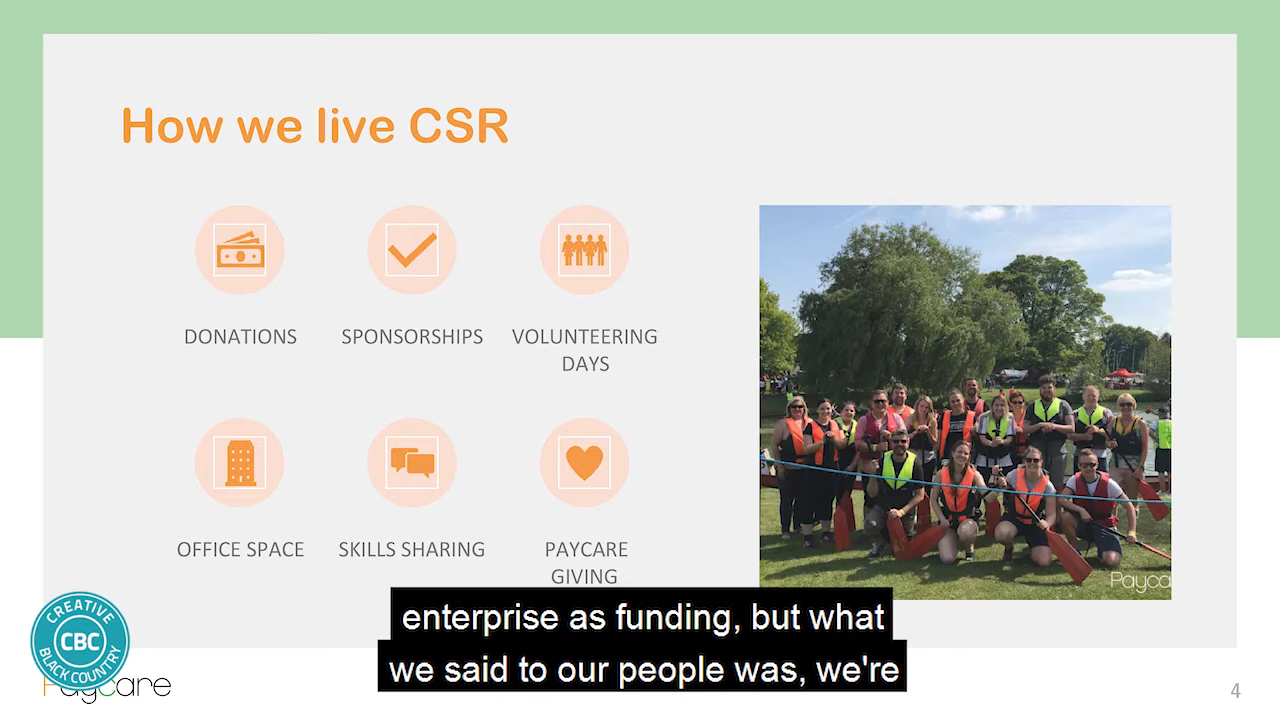 How we live CSR
DONATIONS
SPONSORSHIPS
VOLUNTEERING
DAYS
OFFICE SPACE
SKILLS SHARING
PAYCARE
GIVING
Payca
enterprise as funding, but what
we said to our people was, we're
CREATIVE
CBC
BLACK COUNTRY
Paycare
4